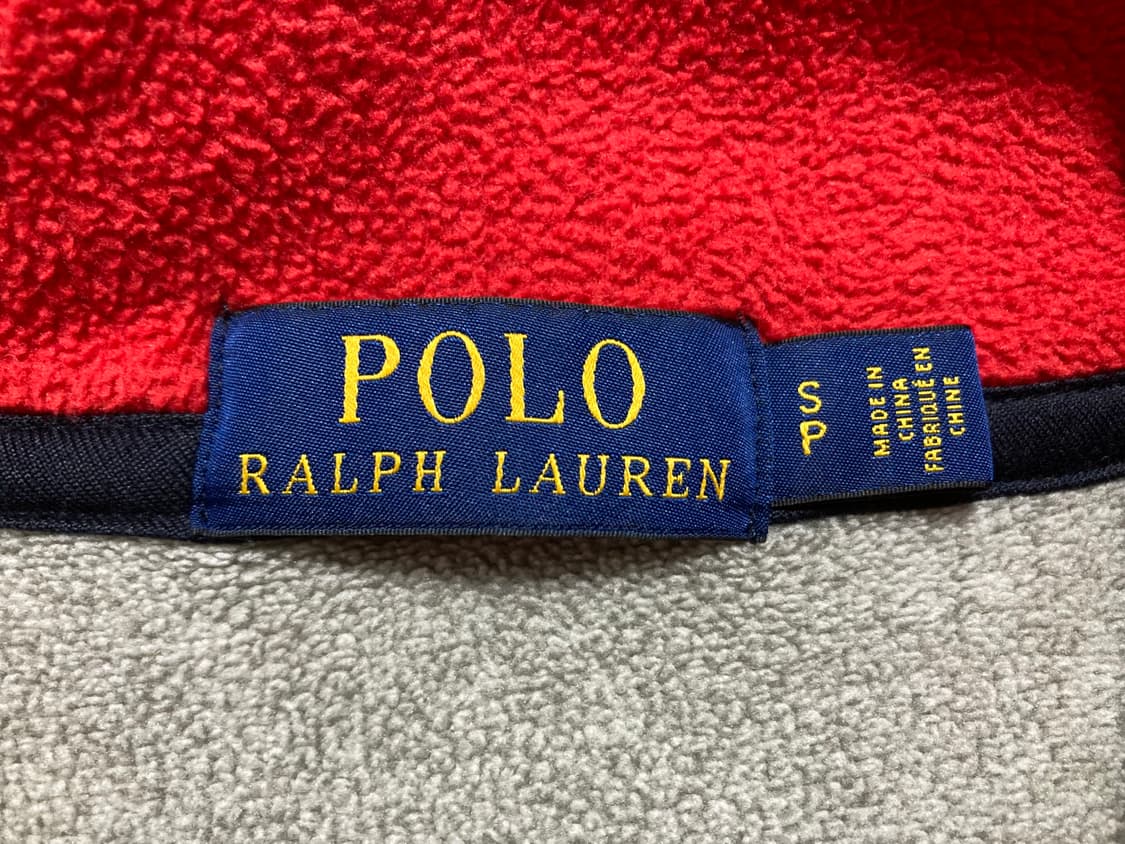 POLO
RALPH LAUREN
S
P
MADE IN
CHINA
FABRIQUÉ EN
CHINE